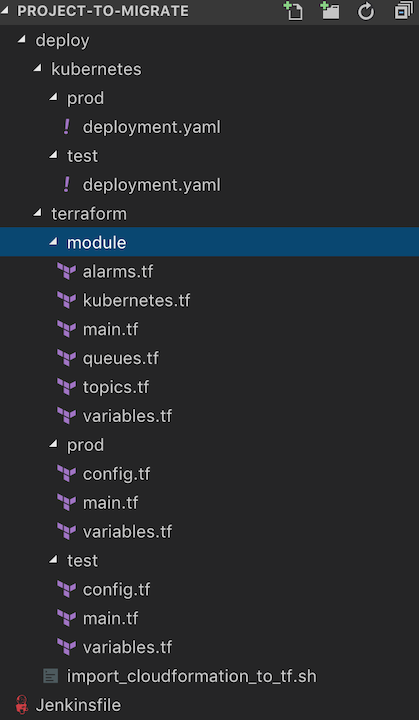 PROJECT-TO-MIGRATE
deploy
kubernetes
prod
! deployment.yaml
test
! deployment.yaml
terraform
module
alarms.tf
kubernetes.tf
main.tf
queues.tf
topics.tf
variables.tf
prod
config.tf
main.tf
variables.tf
test
config.tf
main.tf
variables.tf
import_cloudformation_to_tf.sh
Jenkinsfile